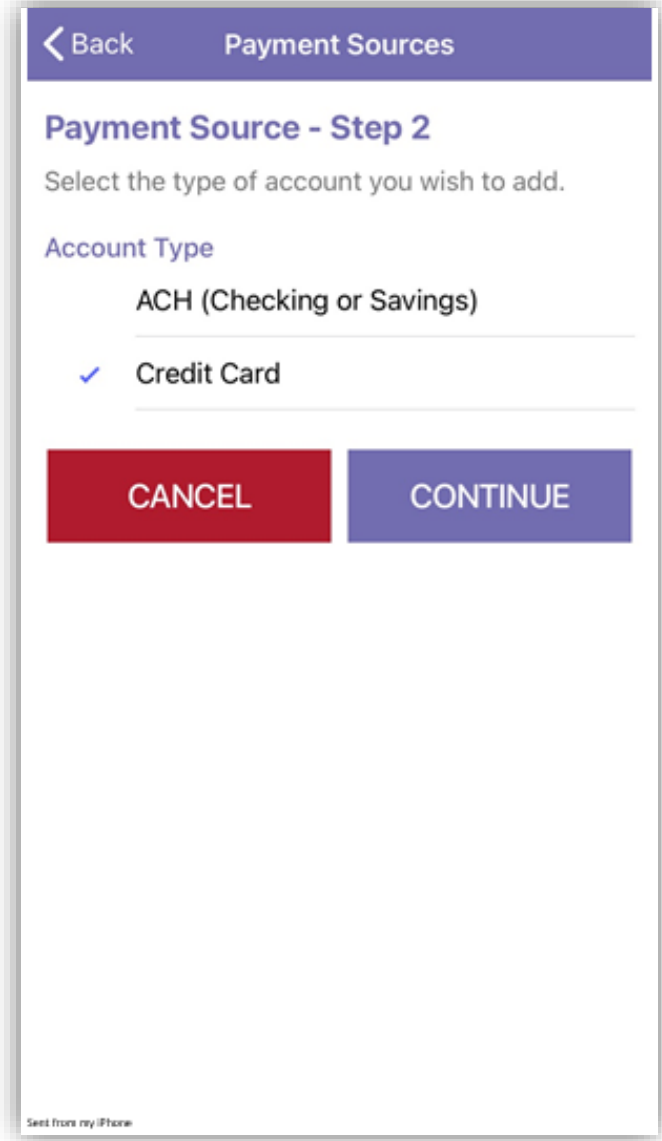 Back Payment Sources
Payment Source - Step 2
Select the type of account you wish to add.
Account Type
ACH (Checking or Savings)
Credit Card
CANCEL CONTINUE
Sent from my iPhone